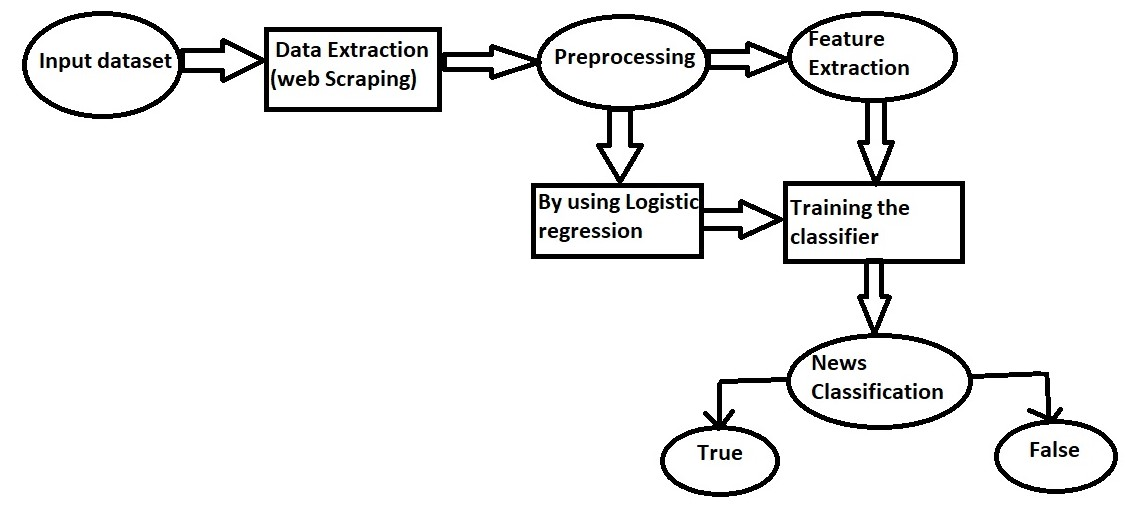 Input dataset
Data Extraction
(web Scraping)
Preprocessing
Feature
Extraction
By using Logistic
regression
Training the
classifier
News
Classification
True
False